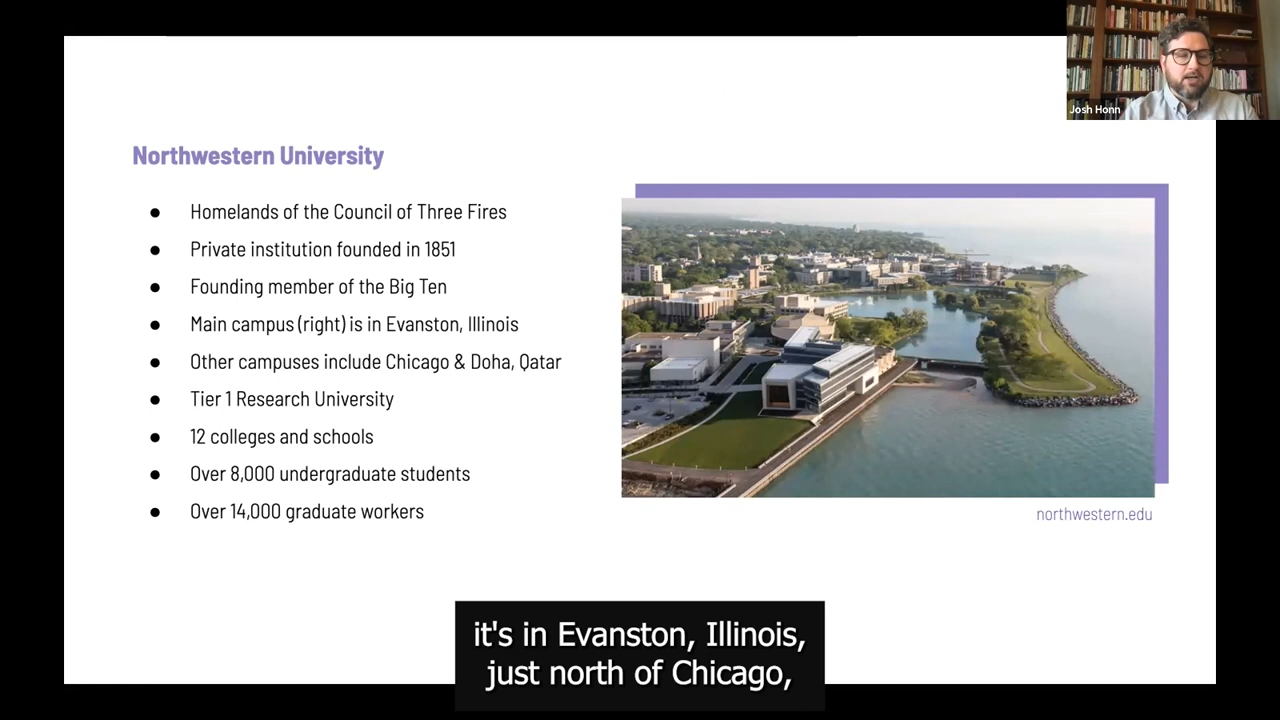 Josh Honn
Northwestern University
● Homelands of the Council of Three Fires
● Private institution founded in 1851
● Founding member of the Big Ten
● Main campus (right) is in Evanston, Illinois
● Other campuses include Chicago & Doha, Qatar
● Tier 1 Research University
● 12 colleges and schools
● Over 8,000 undergraduate students
● Over 14,000 graduate workers
northwestern.edu
it's in Evanston, Illinois,
just north of Chicago,